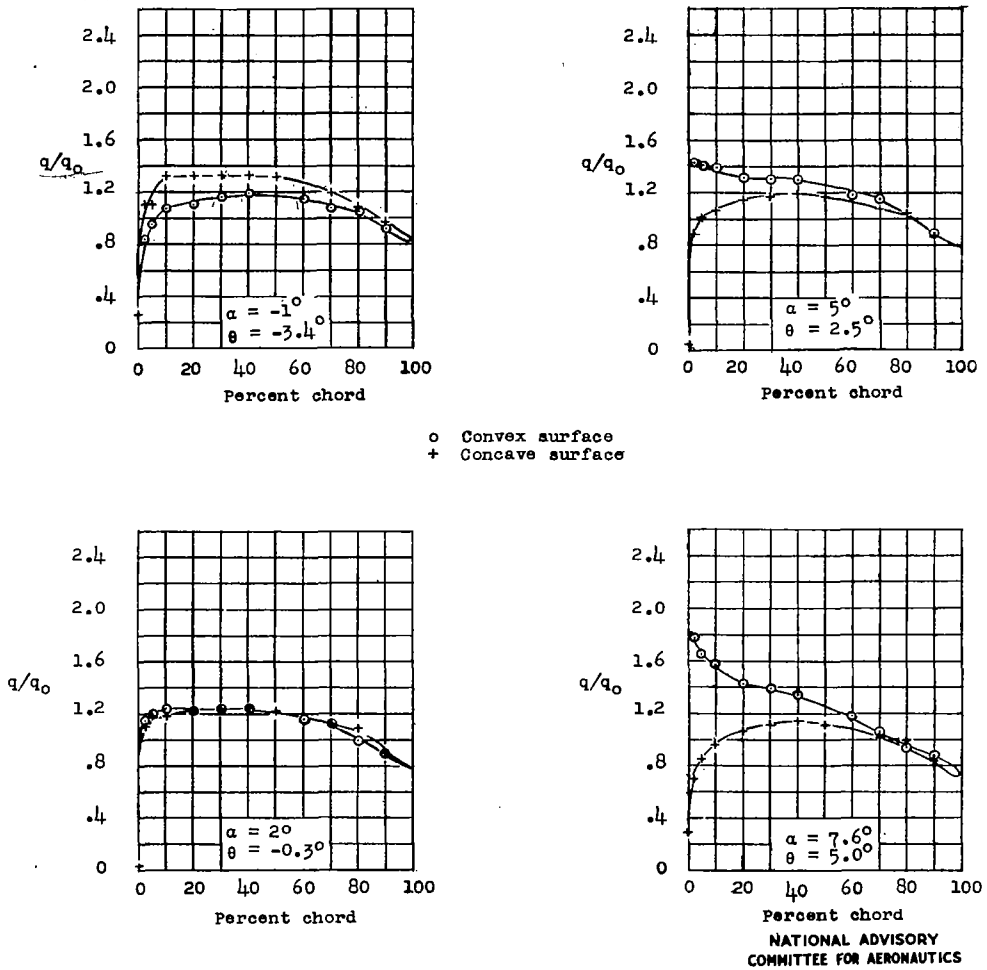 2.4
2.0
1.6
q/q₀
1.2
.8
.4
0
α = -1°
θ = -3.4°
0 20 40 60 80 100
Percent chord
2.4
2.0
1.6
q/q₀
1.2
.8
.4
0
α = 5°
θ = 2.5°
0 20 40 60 80 100
Percent chord
o Convex surface
+ Concave surface
2.4
2.0
1.6
q/q₀
1.2
.8
.4
0
α = 2°
θ = -0.3°
0 20 40 60 80 100
Percent chord
2.4
2.0
1.6
q/q₀
1.2
.8
.4
0
α = 7.6°
θ = 5.0°
0 20 40 60 80 100
Percent chord
NATIONAL ADVISORY
COMMITTEE FOR AERONAUTICS